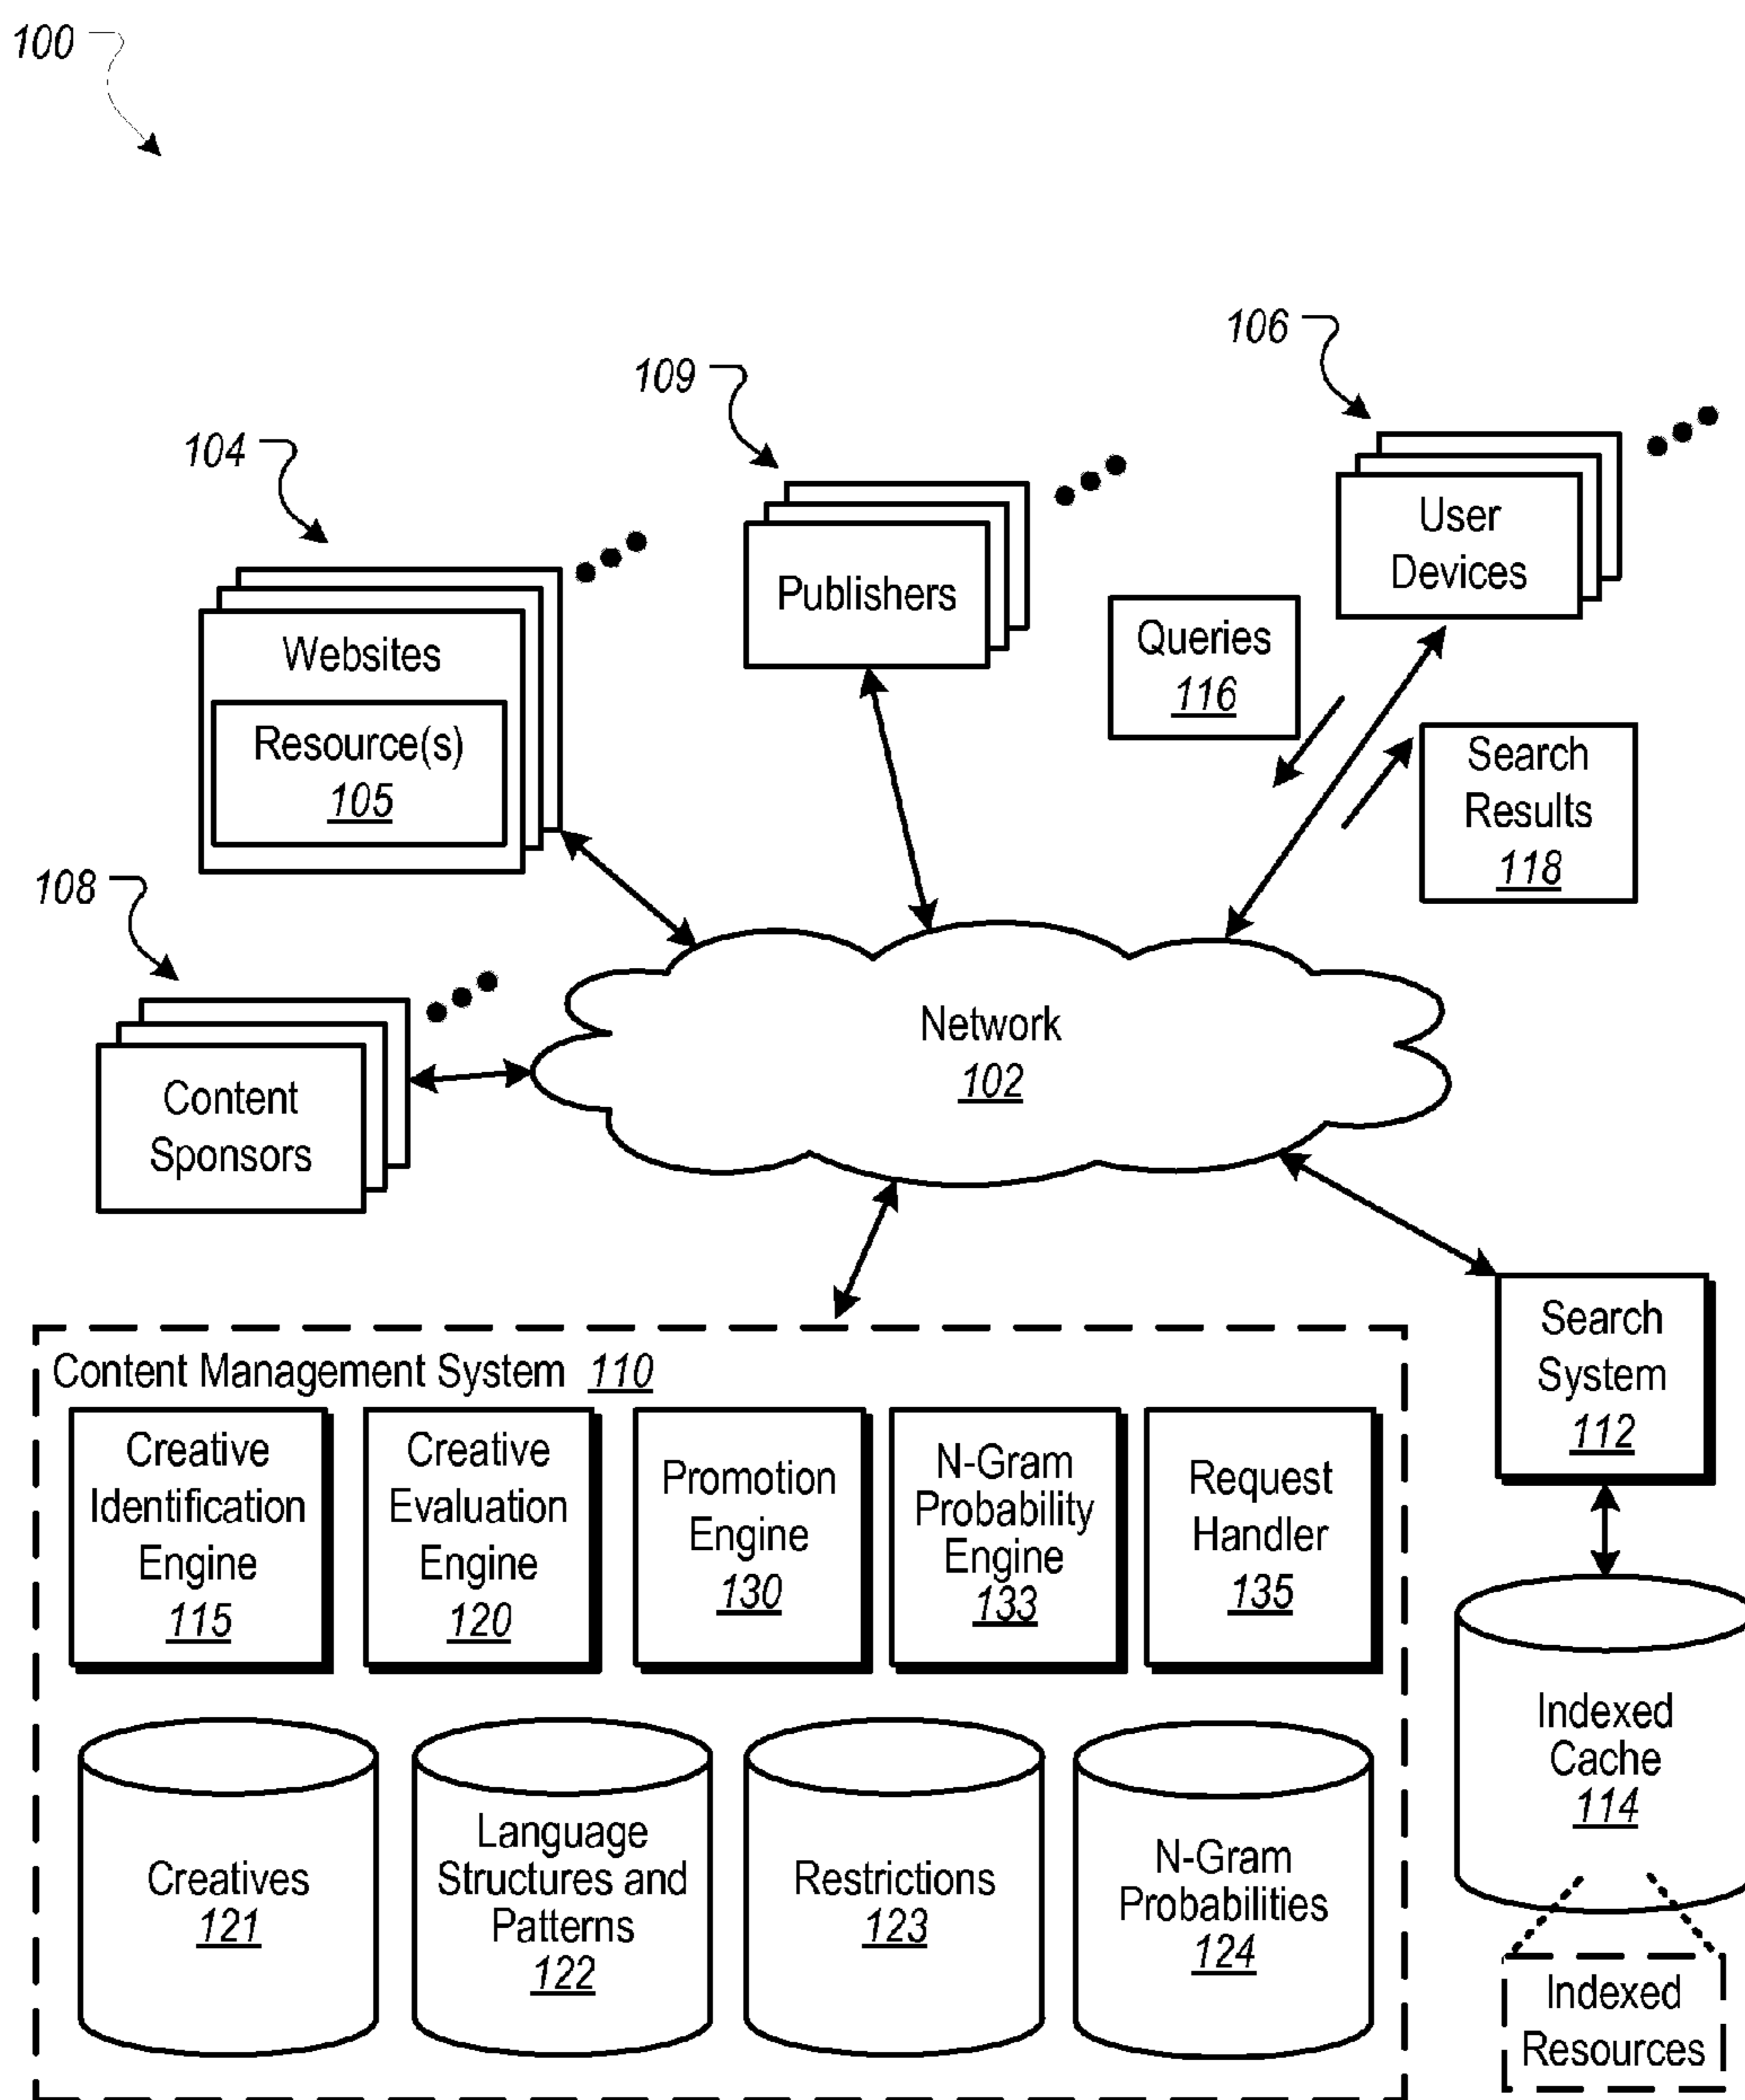 100
106
109
104
User
Devices
Publishers
Queries
116
Websites
Resource(s)
105
Search
Results
118
108
Network
102
Content
Sponsors
Search
System
112
Content Management System 110
Creative
Identification
Engine
115
Creative
Evaluation
Engine
120
Promotion
Engine
130
N-Gram
Probability
Engine
133
Request
Handler
135
Indexed
Cache
114
Creatives
121
Language
Structures and
Patterns
122
Restrictions
123
N-Gram
Probabilities
124
Indexed
Resources